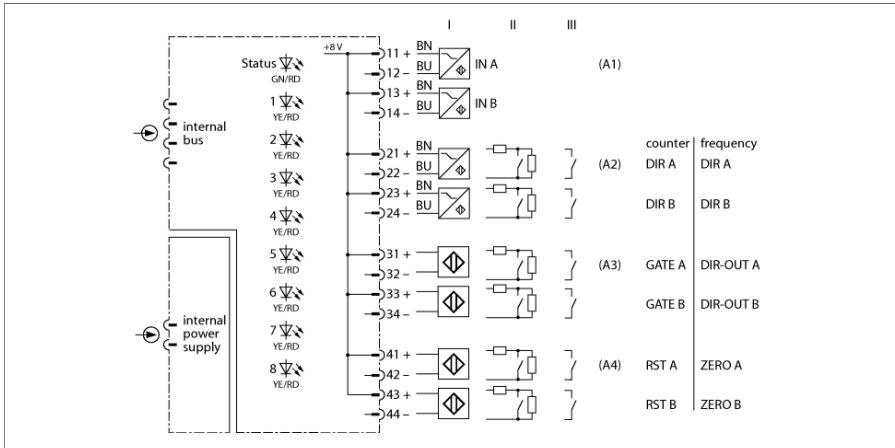 I II III
+8 V
Status
GN/RD
1
YE/RD
2
YE/RD
3
YE/RD
4
YE/RD
5
YE/RD
6
YE/RD
7
YE/RD
8
YE/RD
internal
bus
internal
power
supply
11 + BN
12 – BU
IN A
(A1)
13 + BN
14 – BU
IN B
counter frequency
21 + BN
22 – BU
(A2) DIR A DIR A
23 + BN
24 – BU
DIR B DIR B
31 +
32 –
(A3) GATE A DIR-OUT A
33 +
34 –
GATE B DIR-OUT B
41 +
42 –
(A4) RST A ZERO A
43 +
44 –
RST B ZERO B